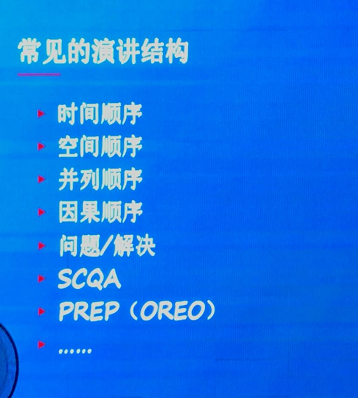 常见的演讲结构
时间顺序
空间顺序
并列顺序
因果顺序
问题/解决
SCQA
PREP（OREO）
……